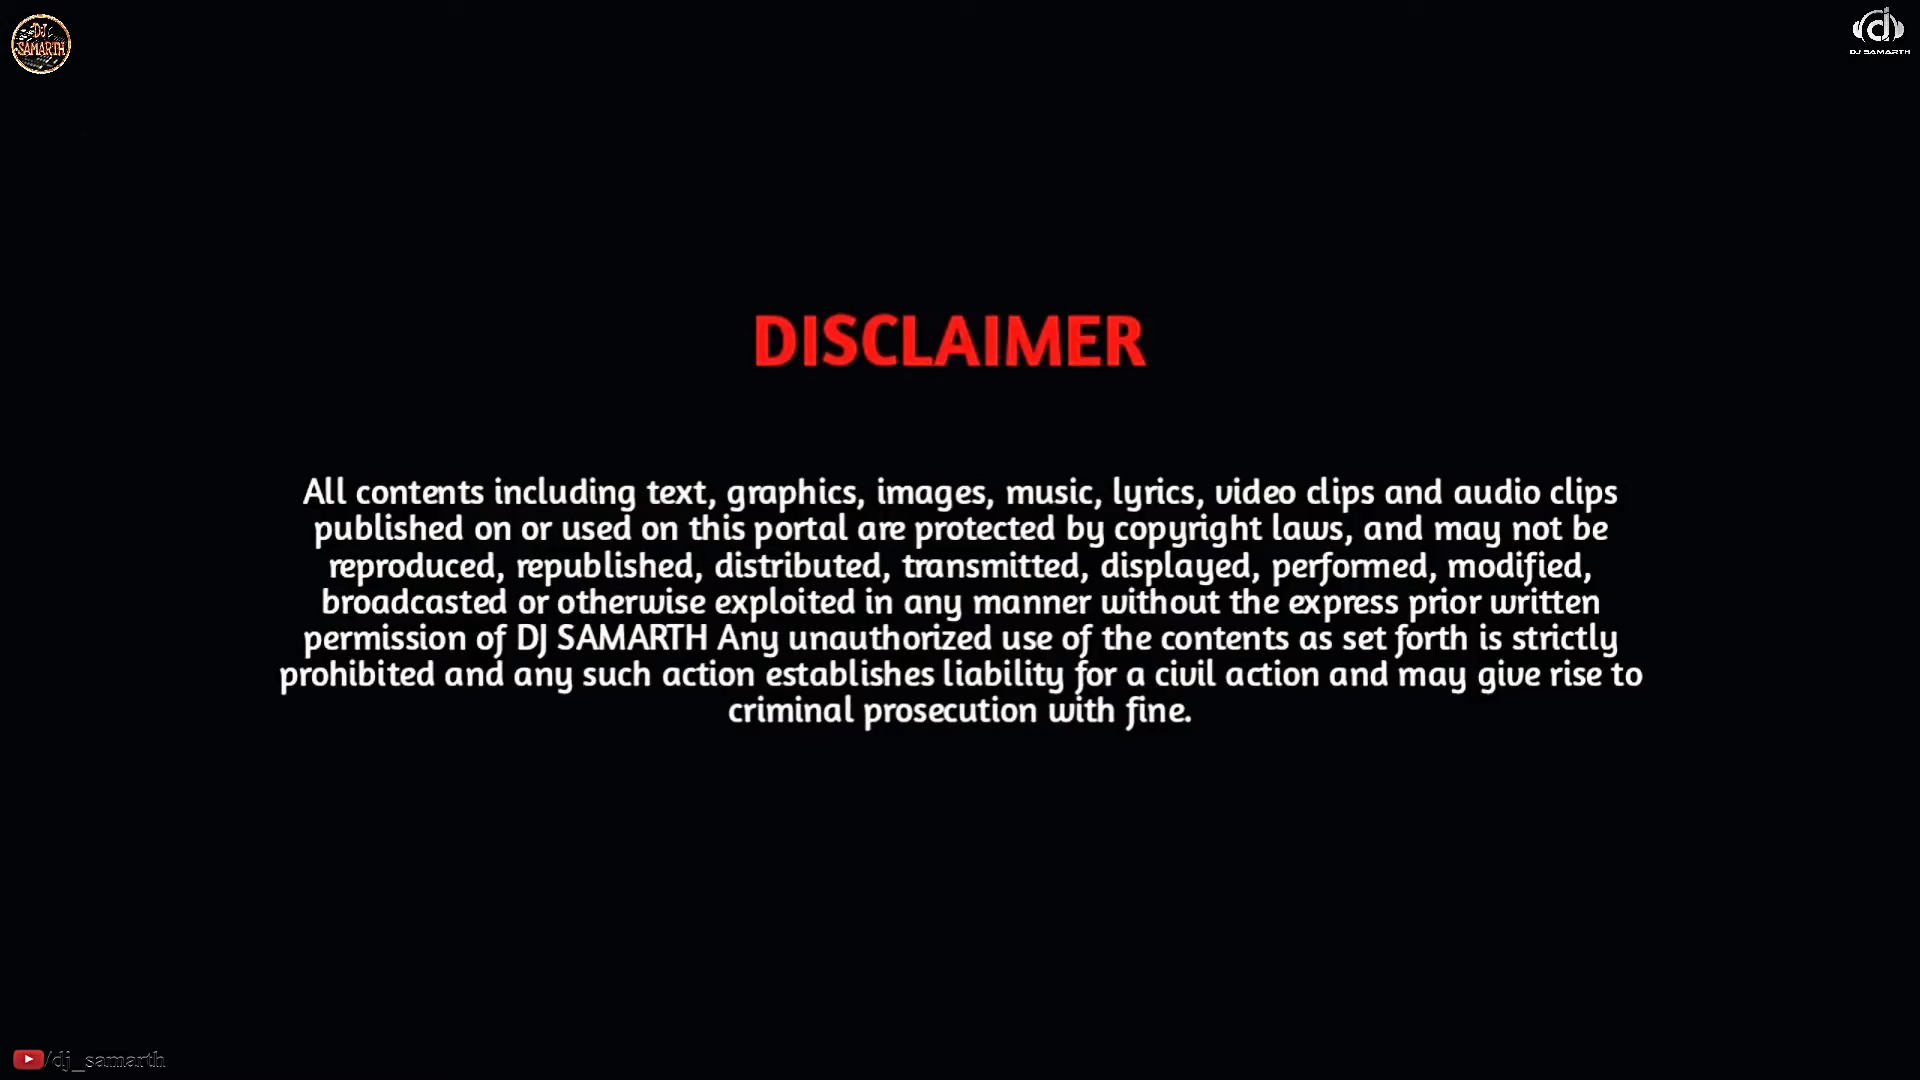 DJ
SAMARTH
DJ SAMARTH
DISCLAIMER
All contents including text, graphics, images, music, lyrics, video clips and audio clips
published on or used on this portal are protected by copyright laws, and may not be
reproduced, republished, distributed, transmitted, displayed, performed, modified,
broadcasted or otherwise exploited in any manner without the express prior written
permission of DJ SAMARTH Any unauthorized use of the contents as set forth is strictly
prohibited and any such action establishes liability for a civil action and may give rise to
criminal prosecution with fine.
/dj_samarth